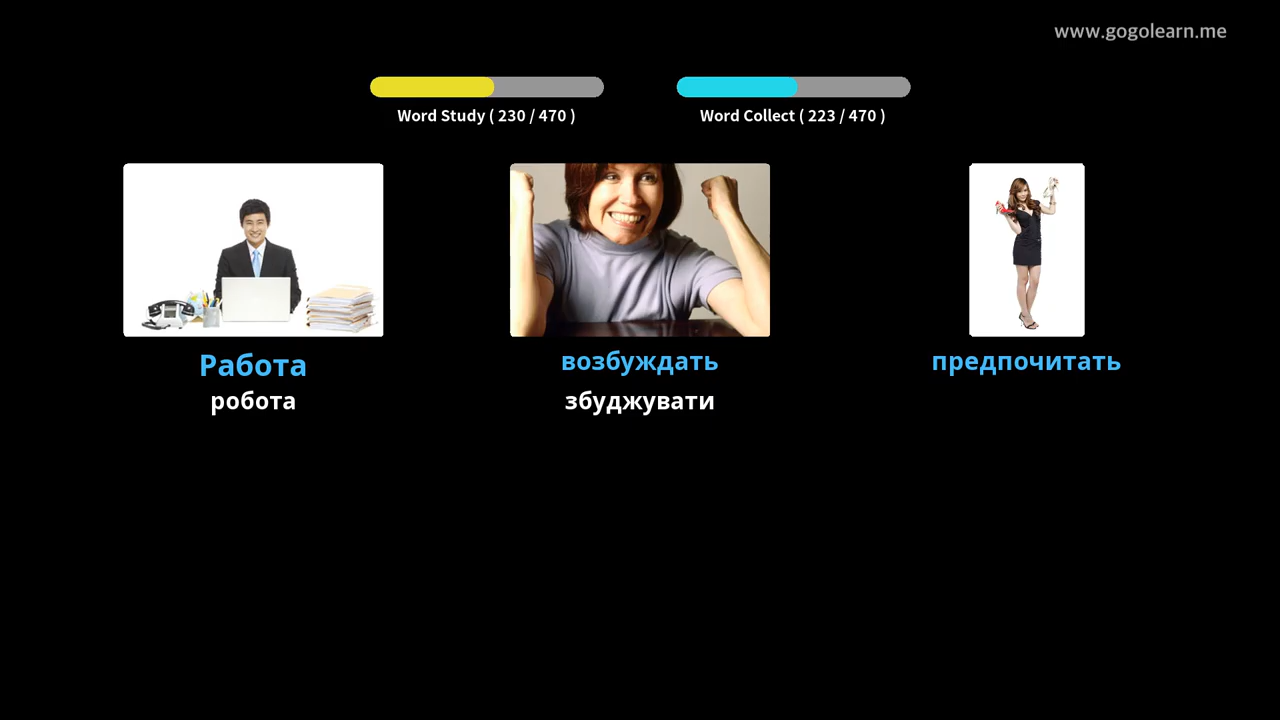 www.gogolearn.me
Word Study ( 230 / 470 )
Word Collect ( 223 / 470 )
Работа
возбуждать
предпочитать
робота
збуджувати